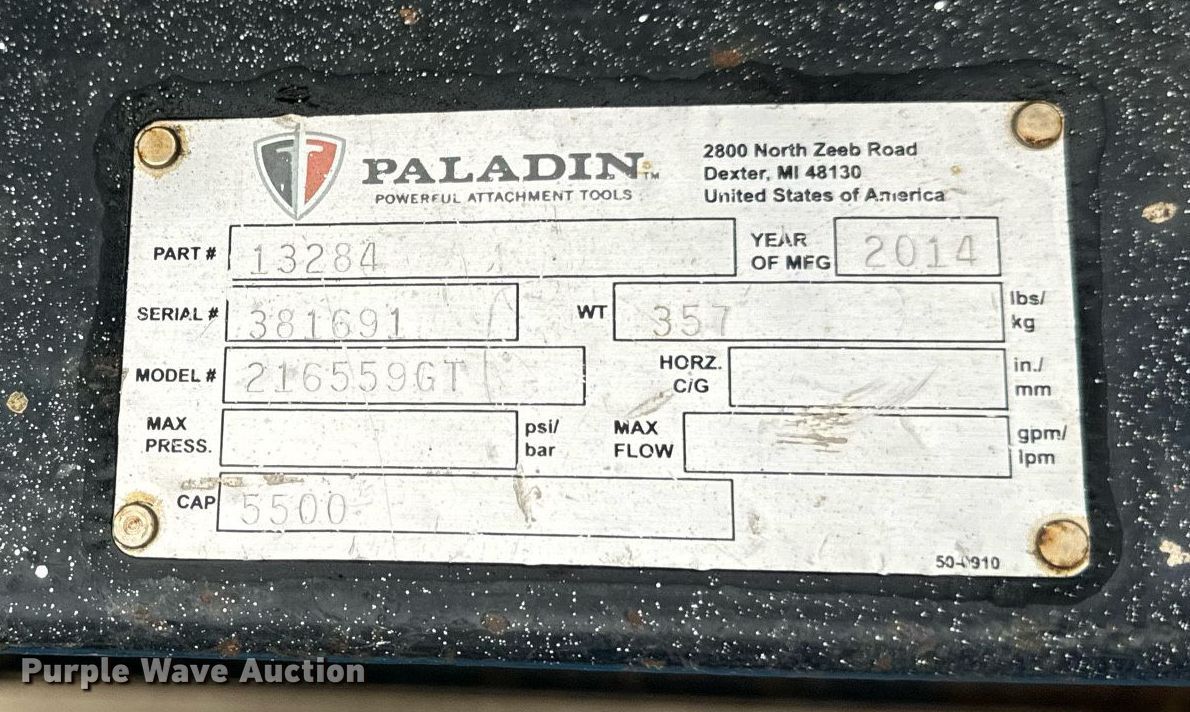 PALADIN™
POWERFUL ATTACHMENT TOOLS
2800 North Zeeb Road
Dexter, MI 48130
United States of America
PART # 13284
YEAR OF MFG 2014
SERIAL # 381691
WT 357 lbs/ kg
MODEL # 216559GT
HORZ. C/G in./ mm
MAX PRESS. psi/ bar
MAX FLOW gpm/ lpm
CAP 5500
Purple Wave Auction